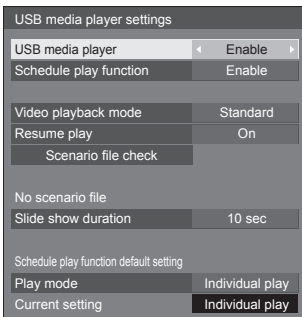 USB media player settings
USB media player Enable
Schedule play function Enable
Video playback mode Standard
Resume play On
Scenario file check
No scenario file
Slide show duration 10 sec
Schedule play function default setting
Play mode Individual play
Current setting Individual play